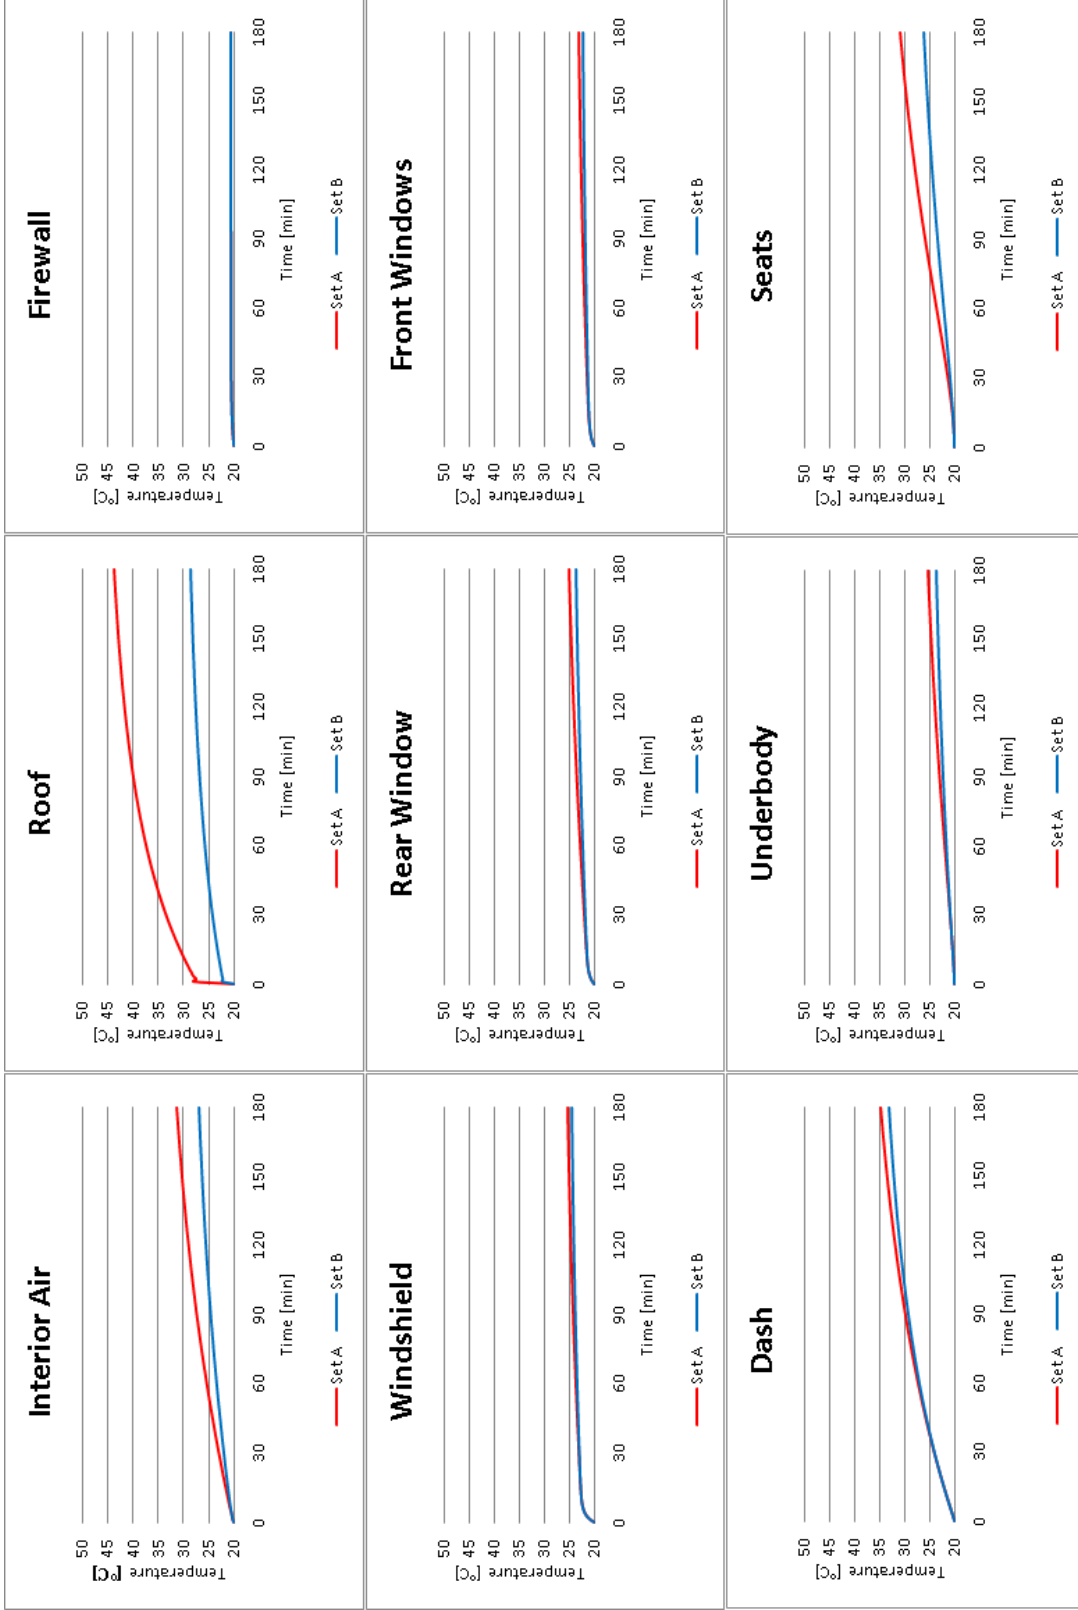 Interior Air
Temperature [°C]
50
45
40
35
30
25
20
0 30 60 90 120 150 180
Time [min]
Set A Set B
Roof
Temperature [°C]
50
45
40
35
30
25
20
0 30 60 90 120 150 180
Time [min]
Set A Set B
Firewall
Temperature [°C]
50
45
40
35
30
25
20
0 30 60 90 120 150 180
Time [min]
Set A Set B
Windshield
Temperature [°C]
50
45
40
35
30
25
20
0 30 60 90 120 150 180
Time [min]
Set A Set B
Rear Window
Temperature [°C]
50
45
40
35
30
25
20
0 30 60 90 120 150 180
Time [min]
Set A Set B
Front Windows
Temperature [°C]
50
45
40
35
30
25
20
0 30 60 90 120 150 180
Time [min]
Set A Set B
Dash
Temperature [°C]
50
45
40
35
30
25
20
0 30 60 90 120 150 180
Time [min]
Set A Set B
Underbody
Temperature [°C]
50
45
40
35
30
25
20
0 30 60 90 120 150 180
Time [min]
Set A Set B
Seats
Temperature [°C]
50
45
40
35
30
25
20
0 30 60 90 120 150 180
Time [min]
Set A Set B